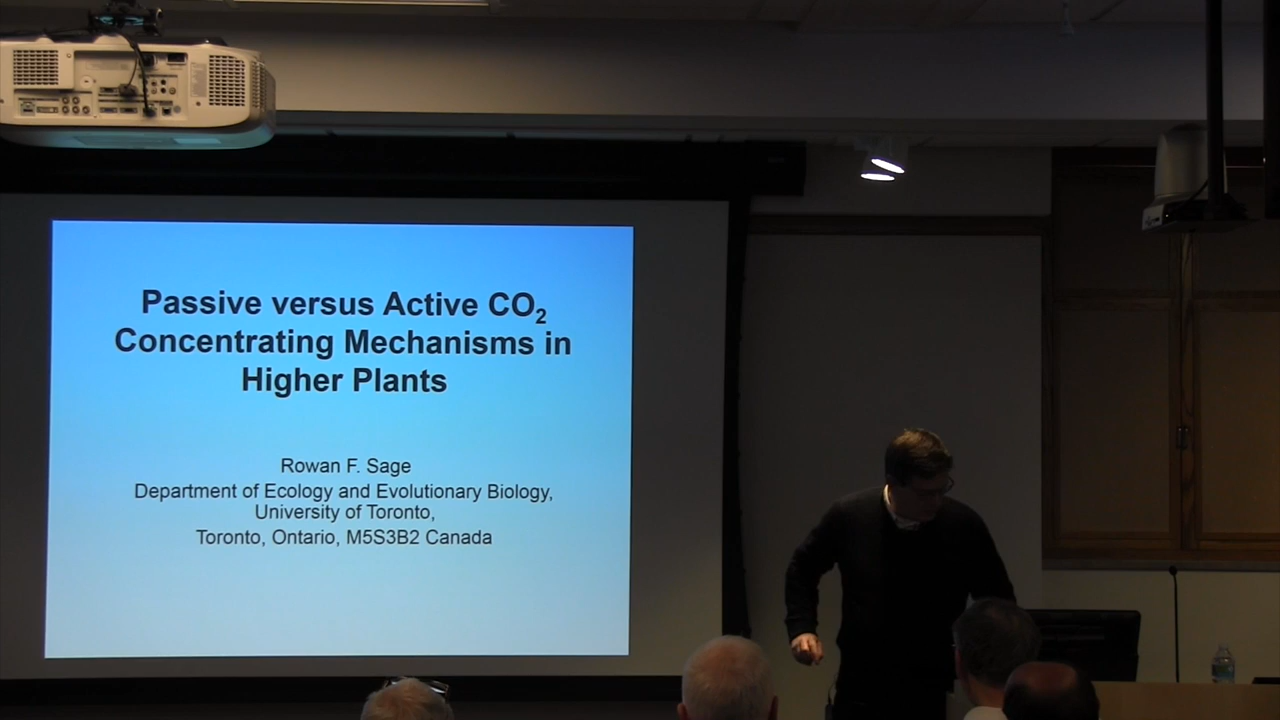 Passive versus Active CO₂
Concentrating Mechanisms in
Higher Plants
Rowan F. Sage
Department of Ecology and Evolutionary Biology,
University of Toronto,
Toronto, Ontario, M5S3B2 Canada